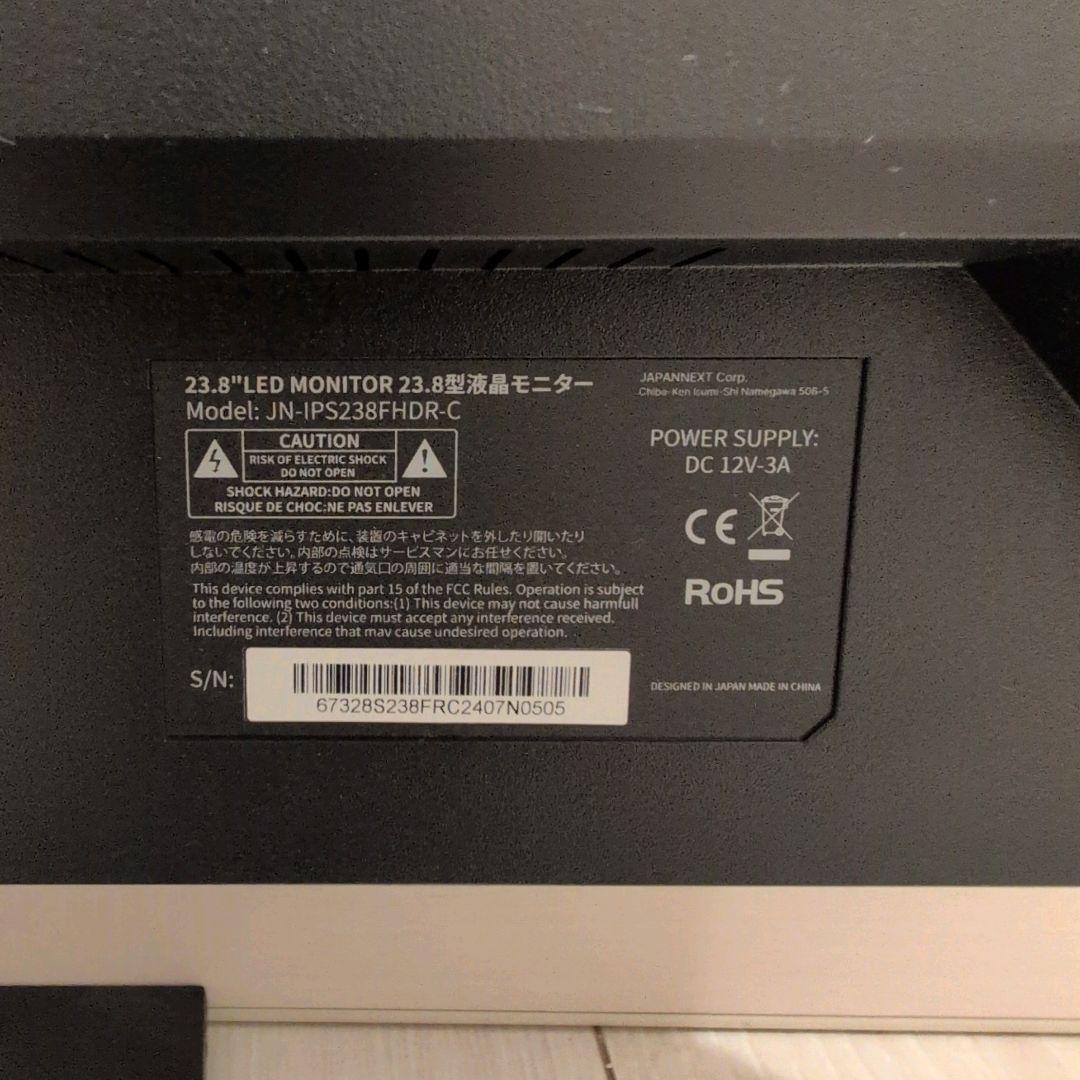 23.8"LED MONITOR 23.8型液晶モニター
Model: JN-IPS238FHDR-C
CAUTION
RISK OF ELECTRIC SHOCK
DO NOT OPEN
SHOCK HAZARD:DO NOT OPEN
RISQUE DE CHOC:NE PAS ENLEVER
感電の危険を減らすために、装置のキャビネットを外したり開いたり
しないでください。内部の点検はサービスマンにお任せください。
内部の温度が上昇するので通気口の周囲に適当な間隔を置いてください。
This device complies with part 15 of the FCC Rules. Operation is subject
to the following two conditions:(1) This device may not cause harmfull
interference. (2) This device must accept any interference received.
Including interference that may cause undesired operation.
S/N:
67328S238FRC2407N0505
JAPANNEXT Corp.
Chiba-Ken Isumi-Shi Namegawa 506-5
POWER SUPPLY:
DC 12V-3A
CE
RoHS
DESIGNED IN JAPAN MADE IN CHINA